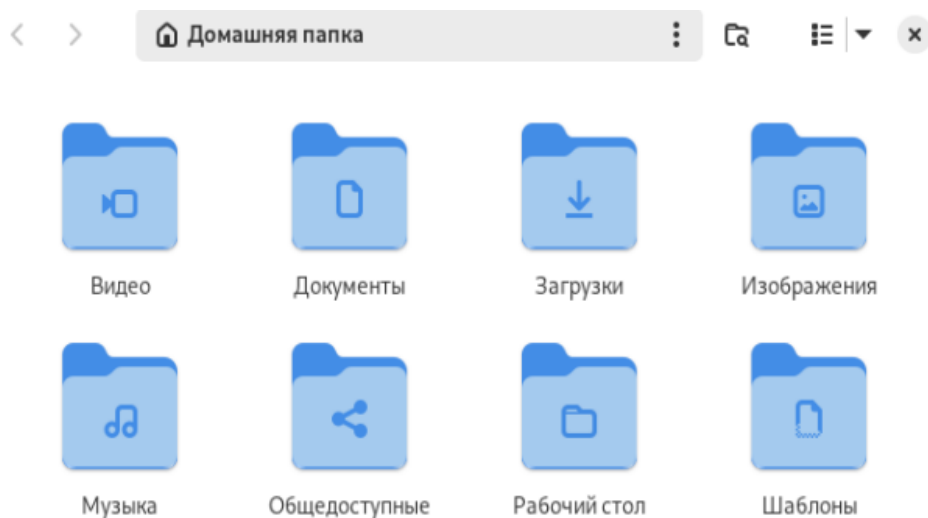 Домашняя папка
Видео Документы Загрузки Изображения
Музыка Общедоступные Рабочий стол Шаблоны